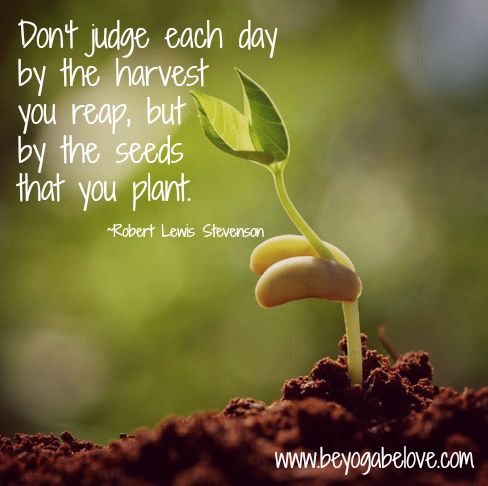 Don't judge each day
by the harvest
you reap, but
by the seeds
that you plant.
~Robert Lewis Stevenson
www.beyogabelove.com